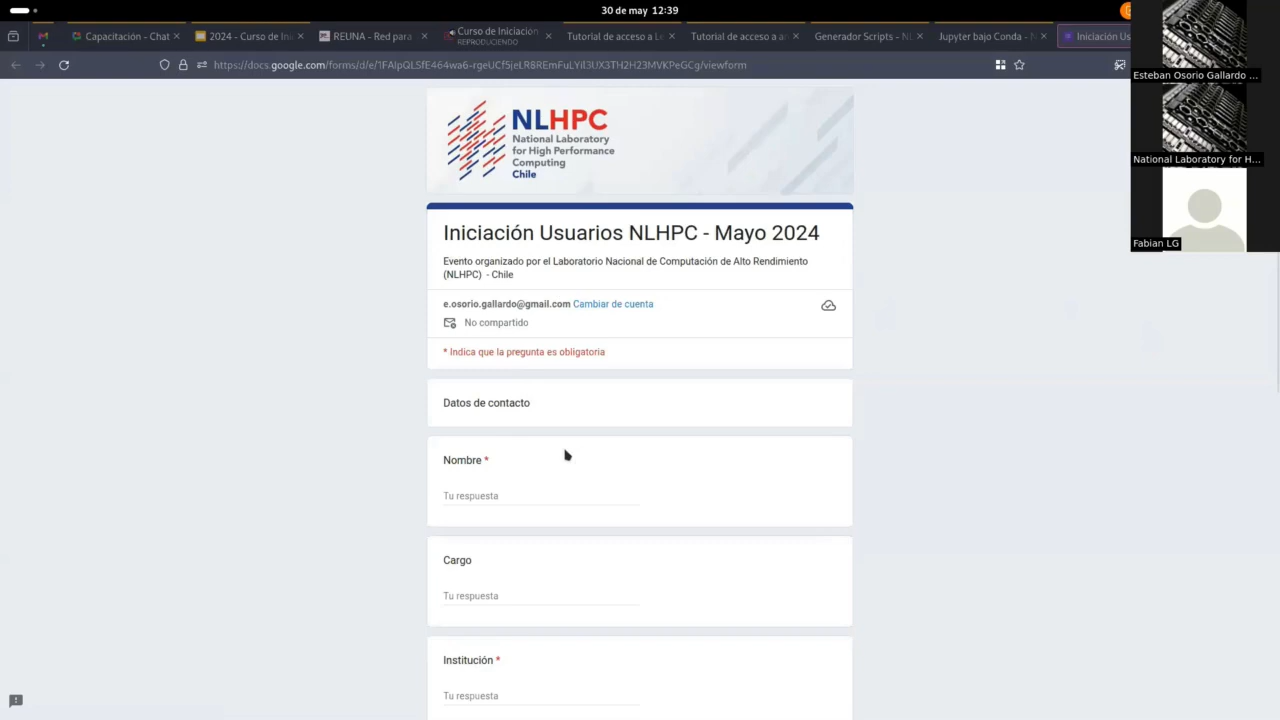 30 de may 12:39
Capacitación - Chat
2024 - Curso de Ini
REUNA - Red para
Curso de Iniciacion
REPRODUCIENDO
Tutorial de acceso a L
Tutorial de acceso a a
Generador Scripts - NL
Jupyter bajo Conda - N
Iniciación Us
https://docs.google.com/forms/d/e/1FAIpQLSfE464wa6-rgeUCf5jeLR8REmFuLYil3UX3TH2H23MVKPeGCg/viewform
Esteban Osorio Gallardo ...
National Laboratory for H...
Fabian LG
NLHPC
National Laboratory
for High Performance
Computing
Chile
Iniciación Usuarios NLHPC - Mayo 2024
Evento organizado por el Laboratorio Nacional de Computación de Alto Rendimiento
(NLHPC) - Chile
e.osorio.gallardo@gmail.com Cambiar de cuenta
No compartido
* Indica que la pregunta es obligatoria
Datos de contacto
Nombre *
Tu respuesta
Cargo
Tu respuesta
Institución *
Tu respuesta